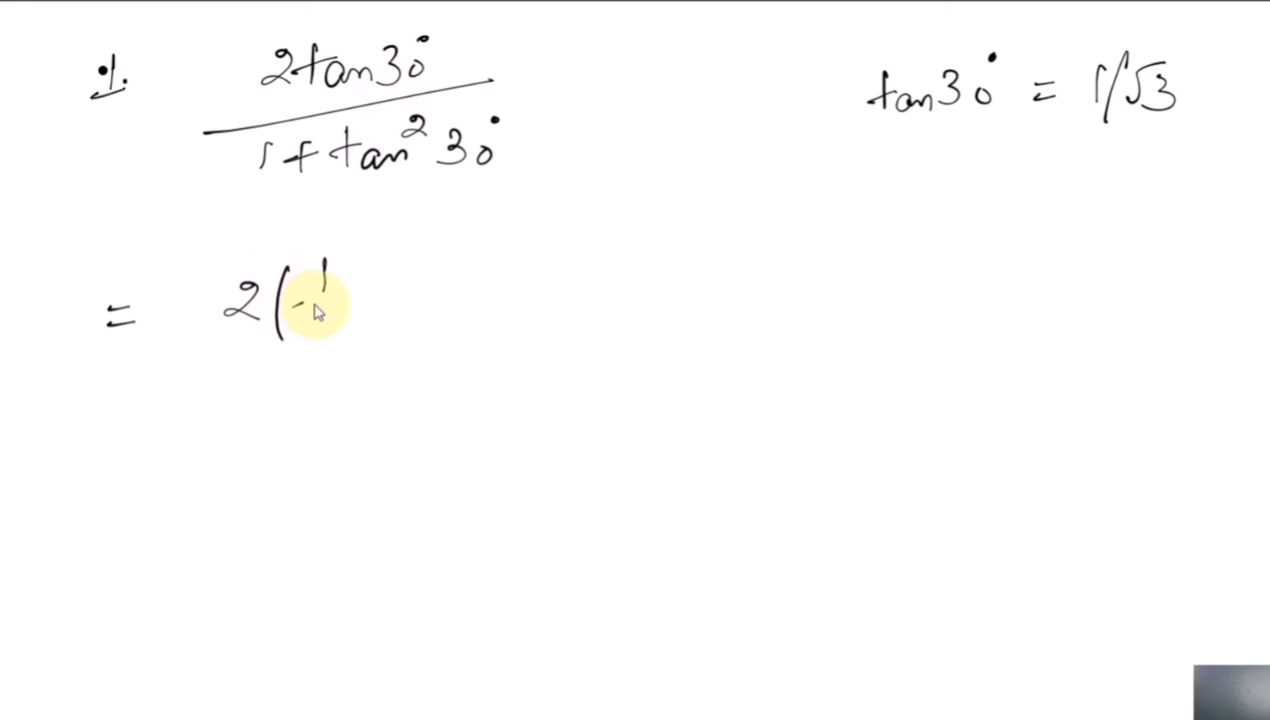 2tan30°
1+tan²30°
tan30° = 1/√3
= 2(-1